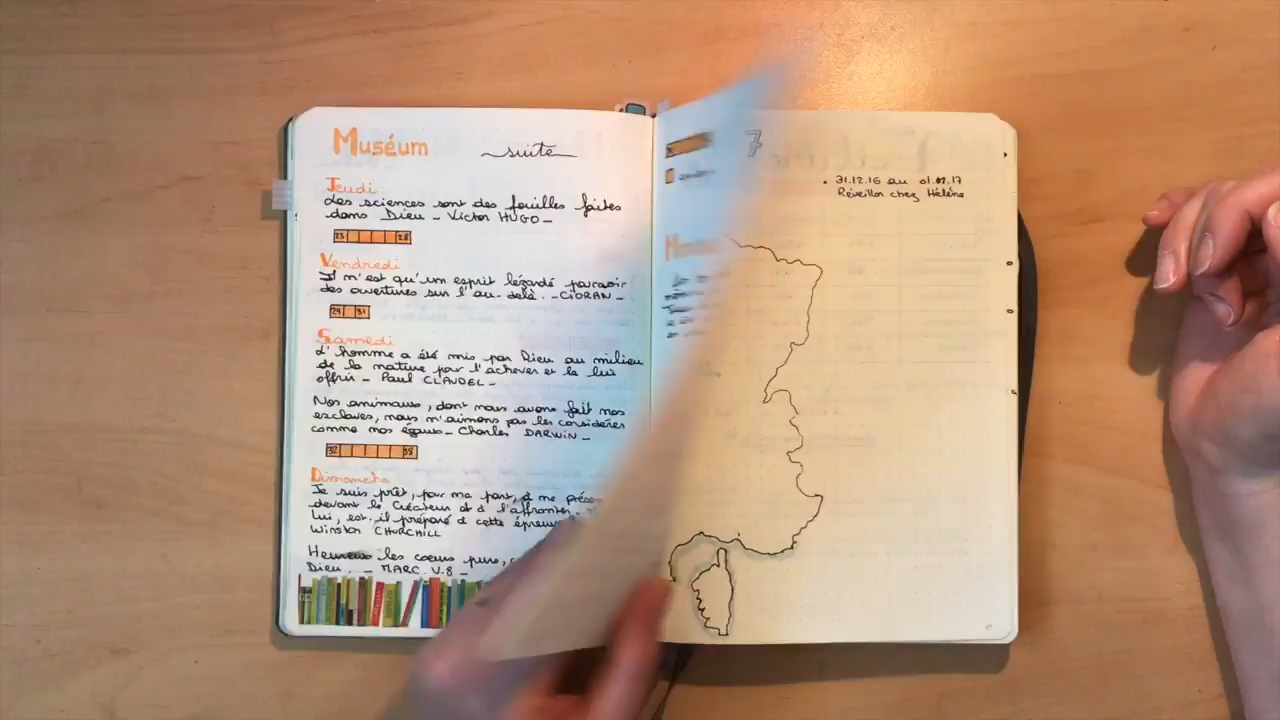 Muséum suite
Jeudi
Les sciences sont des fouilles faites
dans Dieu - Victor HUGO -
23 28
Vendredi
Il n'est qu'un esprit lézardé pour avoir
des ouvertures sur l'au-delà. - CIORAN -
29 31
Samedi
L'homme a été mis par Dieu au milieu
de la nature pour l'achever et la lui
offrir - Paul CLAUDEL -
Nos animaux, dont nous avons fait nos
esclaves, nous n'aimons pas les considérer
comme nos égaux - Charles DARWIN -
32 38
Dimanche
Je suis prêt, pour ma part, à me
devant le Créateur et à l'affronter.
Lui, est-il préparé à cette
Winston CHURCHILL
Heureux les cœurs purs,
Dieu. - MARC V.8 -
7
. 31.12.16 au 01.01.17
Réveillon chez Hélène